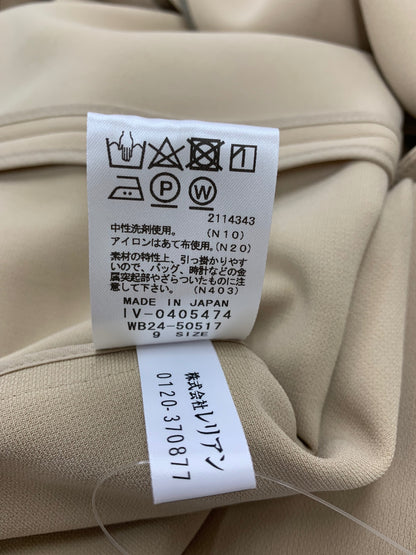 P W
2114343
中性洗剤使用。 (N10)
アイロンはあて布使用。(N20)
素材の特性上、引っ掛かりやす
いので、バッグ、時計などの金
属突起部やざらついたものに注
意して下さい。 (N403)
MADE IN JAPAN
IV-0405474
WB24-50517
9 SIZE
株式会社レリアン
0120-370877